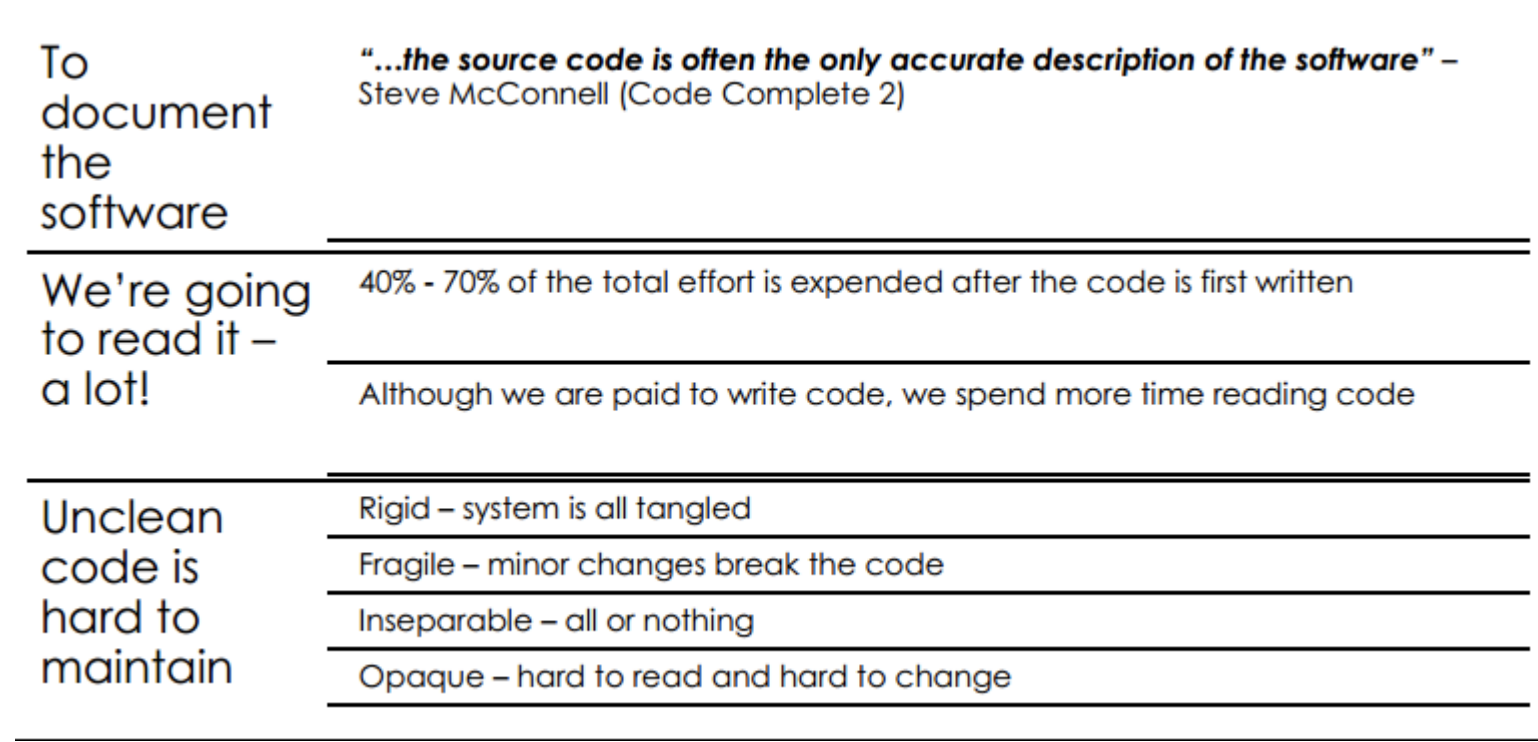 To
document
the
software
“…the source code is often the only accurate description of the software” –
Steve McConnell (Code Complete 2)
We’re going
to read it –
a lot!
40% - 70% of the total effort is expended after the code is first written
Although we are paid to write code, we spend more time reading code
Unclean
code is
hard to
maintain
Rigid – system is all tangled
Fragile – minor changes break the code
Inseparable – all or nothing
Opaque – hard to read and hard to change